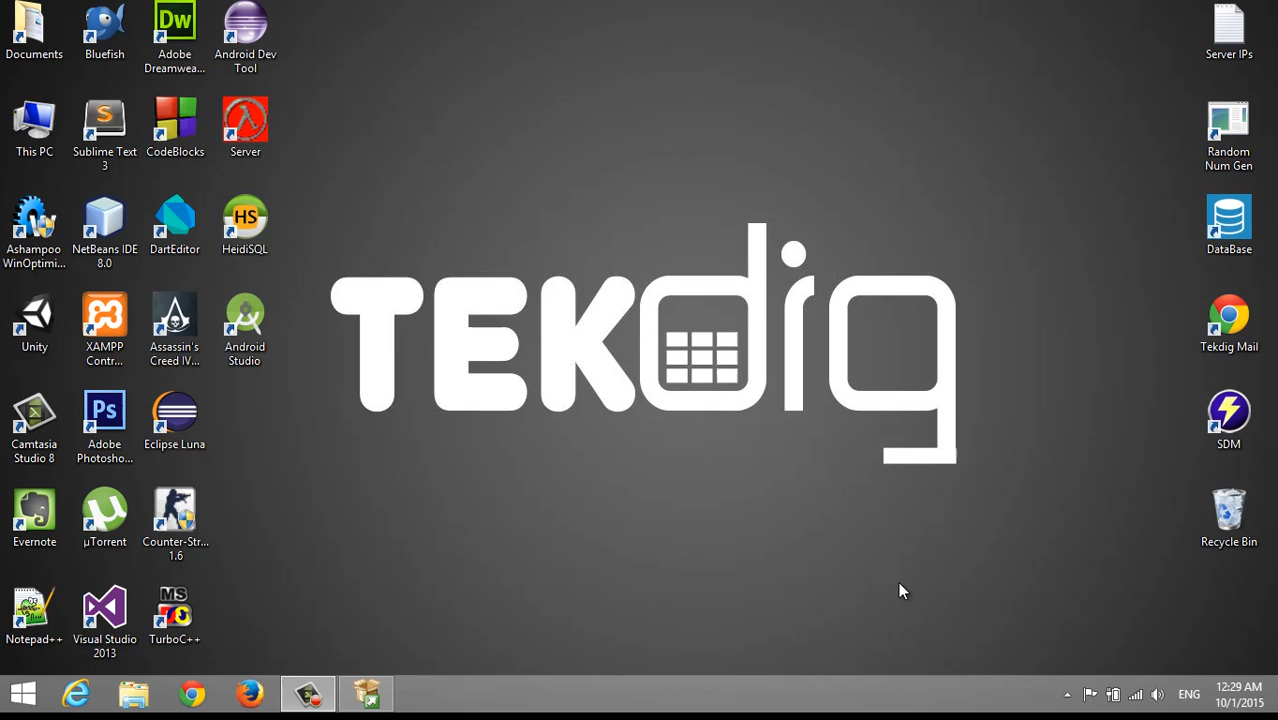 Documents
Bluefish
Adobe
Dreamwea...
Android Dev
Tool
Server IPs
This PC
Sublime Text
3
CodeBlocks
Server
Random
Num Gen
Ashampoo
WinOptimi...
NetBeans IDE
8.0
DartEditor
HeidiSQL
DataBase
TEKdig
Unity
XAMPP
Contr...
Assassin's
Creed IV...
Android
Studio
Tekdig Mail
Camtasia
Studio 8
Adobe
Photosho...
Eclipse Luna
SDM
Evernote
µTorrent
Counter-Str...
1.6
Recycle Bin
Notepad++
Visual Studio
2013
TurboC++
Dw
S
HS
Ps
MS
ENG
12:29 AM
10/1/2015